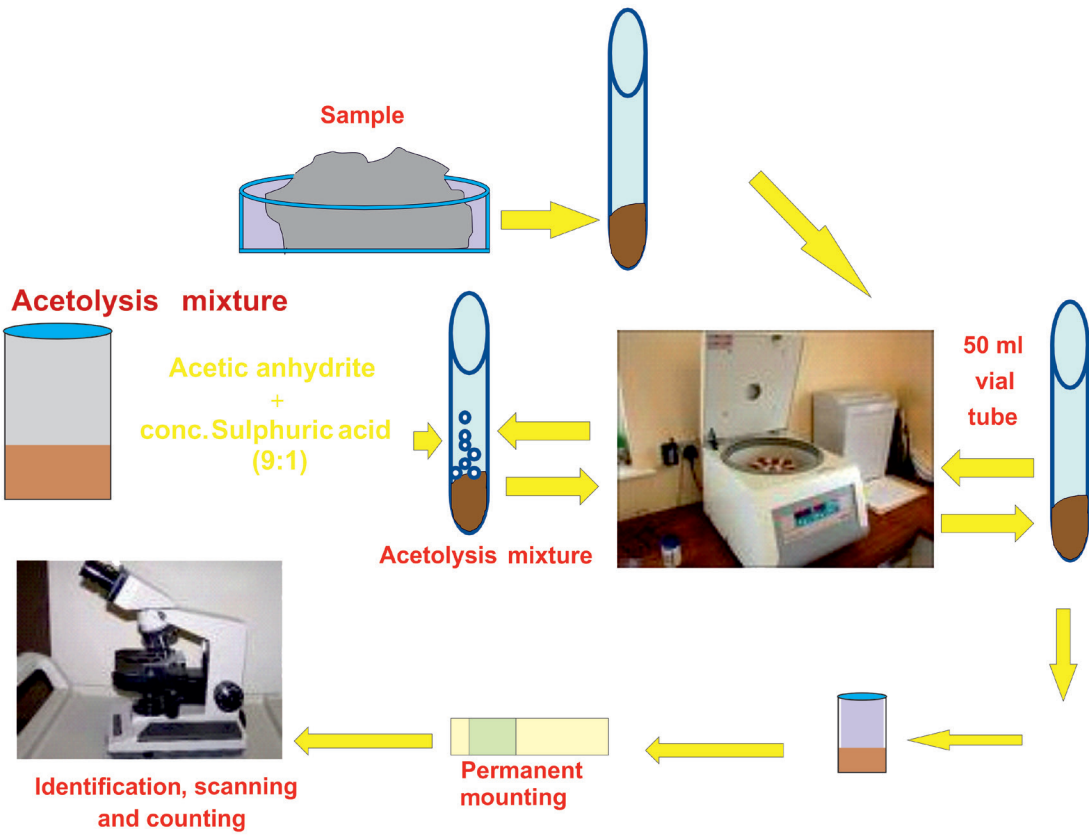 Sample
Acetolysis mixture
Acetic anhydrite
+
conc.Sulphuric acid
(9:1)
50 ml
vial
tube
Acetolysis mixture
Permanent
mounting
Identification, scanning
and counting